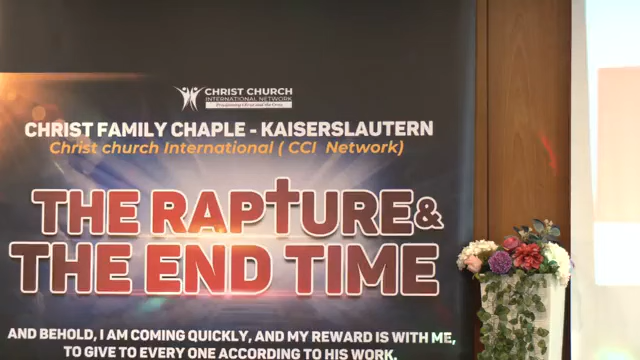 CHRIST CHURCH
INTERNATIONAL NETWORK
CHRIST FAMILY CHAPLE - KAISERSLAUTERN
Christ church International ( CCI Network)
THE RAPTURE &
THE END TIME
AND BEHOLD, I AM COMING QUICKLY, AND MY REWARD IS WITH ME,
TO GIVE TO EVERY ONE ACCORDING TO HIS WORK.